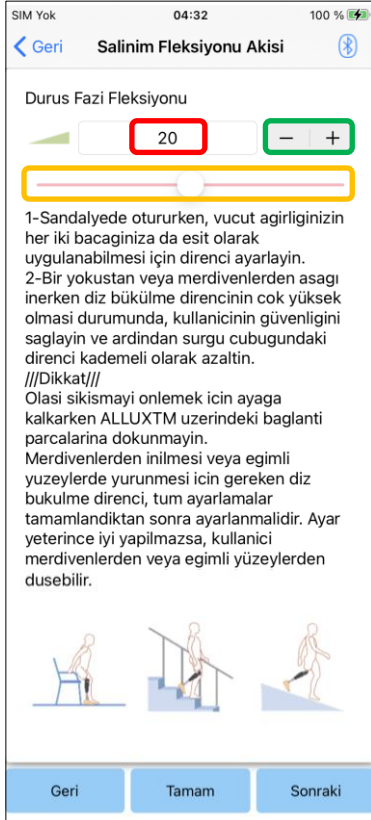 SIM Yok 04:32 100 %
Geri Salinim Fleksiyonu Akisi
Durus Fazi Fleksiyonu
20 − +
1-Sandalyede otururken, vucut agirliginizin
her iki bacaginiza da esit olarak
uygulanabilmesi için direnci ayarlayin.
2-Bir yokustan veya merdivenlerden asagı
inerken diz bükülme direncinin cok yüksek
olmasi durumunda, kullanicinin güvenligini
saglayin ve ardindan surgu cubugundaki
direnci kademeli olarak azaltin.
///Dikkat///
Olasi sikismayi onlemek icin ayaga
kalkarken ALLUXTM uzerindeki baglanti
parcalarina dokunmayin.
Merdivenlerden inilmesi veya egimli
yuzeylerde yurunmesi icin gereken diz
bukulme direnci, tum ayarlamalar
tamamlandiktan sonra ayarlanmalidir. Ayar
yeterince iyi yapilmazsa, kullanici
merdivenlerden veya egimli yüzeylerden
dusebilir.
Geri Tamam Sonraki